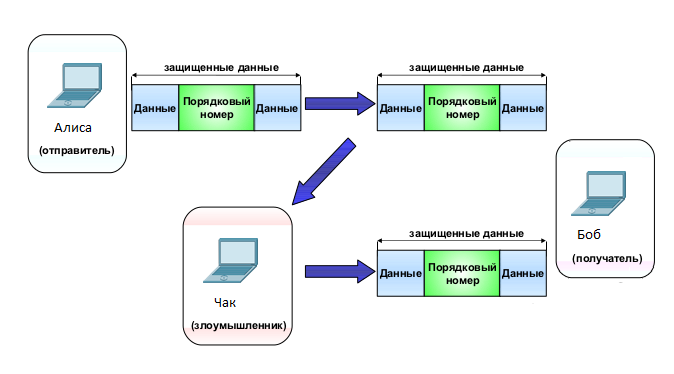 защищенные данные
защищенные данные
Данные
Порядковый
номер
Данные
Данные
Порядковый
номер
Данные
Алиса
(отправитель)
защищенные данные
Боб
(получатель)
Данные
Порядковый
номер
Данные
Чак
(злоумышленник)